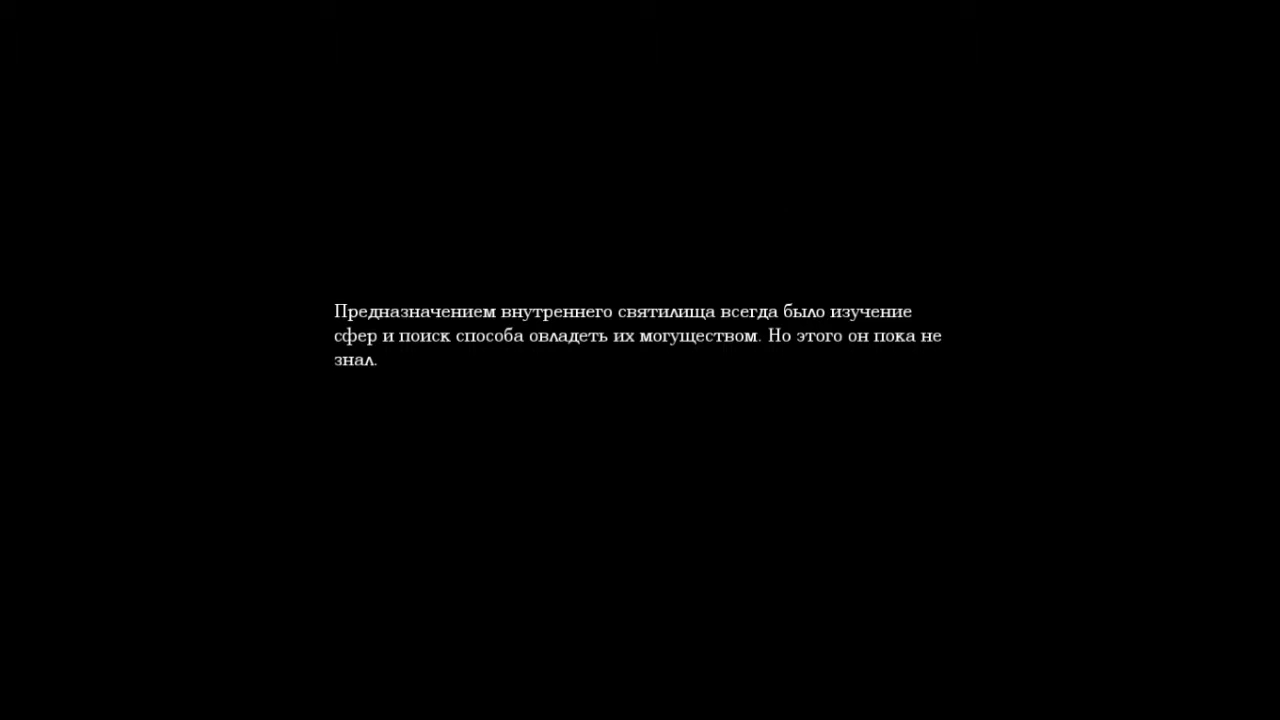 Предназначением внутреннего святилища всегда было изучение
сфер и поиск способа овладеть их могуществом. Но этого он пока не
знал.